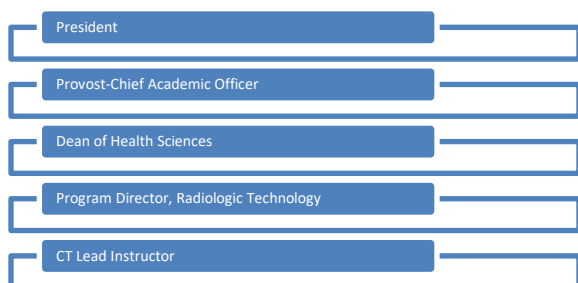 President
Provost-Chief Academic Officer
Dean of Health Sciences
Program Director, Radiologic Technology
CT Lead Instructor